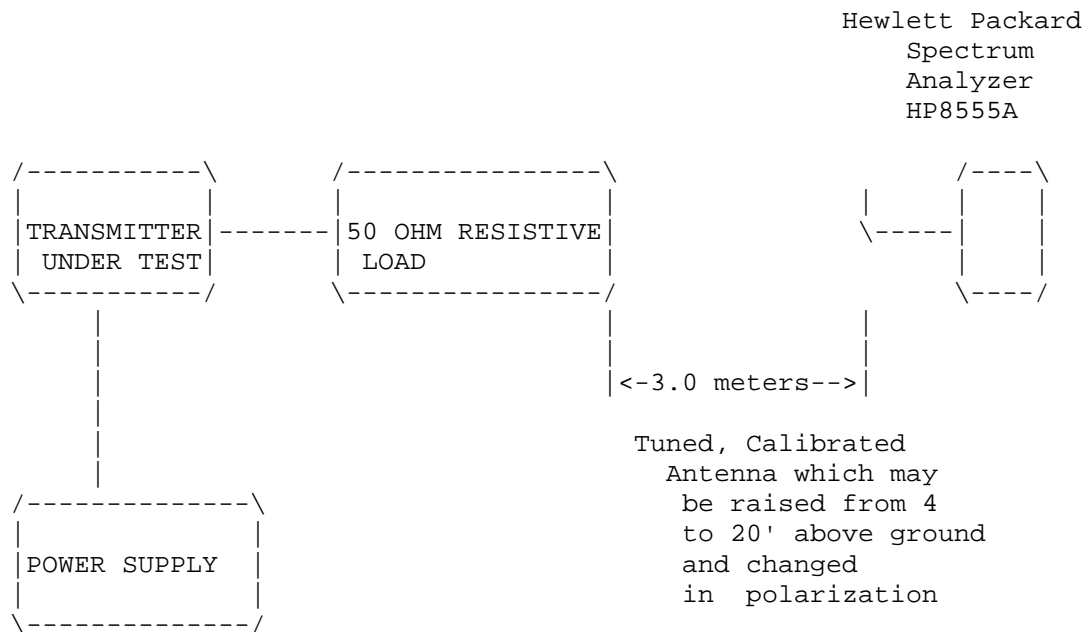 Hewlett Packard
Spectrum
Analyzer
HP8555A
TRANSMITTER
UNDER TEST
50 OHM RESISTIVE
LOAD
<-3.0 meters-->
Tuned, Calibrated
Antenna which may
be raised from 4
to 20' above ground
and changed
in polarization
POWER SUPPLY